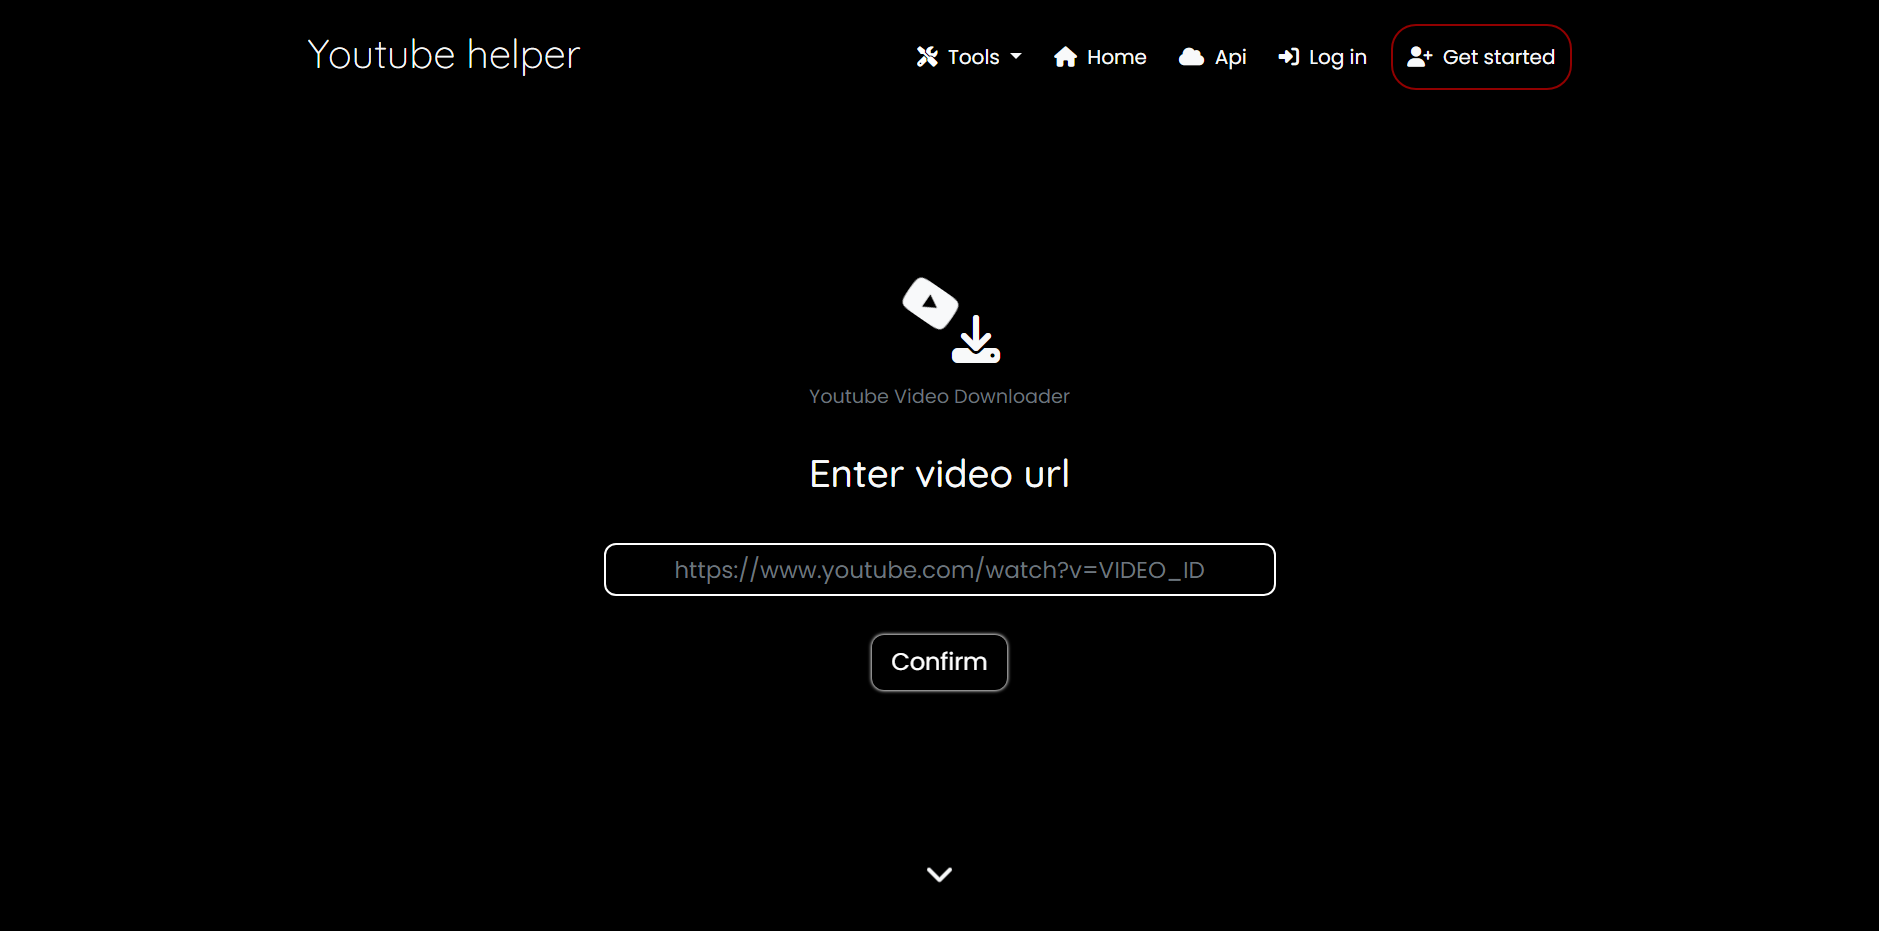 Youtube helper
Tools Home Api Log in Get started
Youtube Video Downloader
Enter video url
https://www.youtube.com/watch?v=VIDEO_ID
Confirm